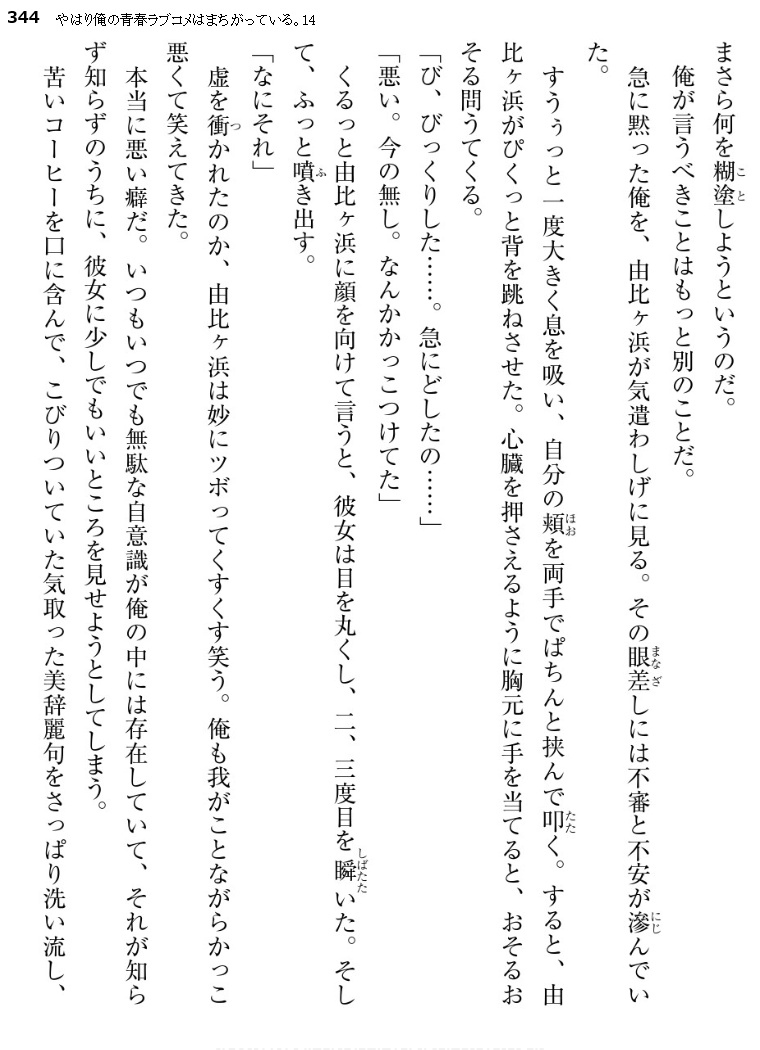 344 やはり俺の青春ラブコメはまちがっている。14
まさら何を糊塗しようというのだ。
俺が言うべきことはもっと別のことだ。
急に黙った俺を、由比ヶ浜が気遣わしげに見る。その眼差しには不審と不安が滲んでい
た。
すうぅっと一度大きく息を吸い、自分の頬を両手でぱちんと挟んで叩く。すると、由
比ヶ浜がぴくっと背を跳ねさせた。心臓を押さえるように胸元に手を当てると、おそるお
そる問うてくる。
「び、びっくりした……。急にどしたの……」
「悪い。今の無し。なんかかっこつけてた」
くるっと由比ヶ浜に顔を向けて言うと、彼女は目を丸くし、二、三度目を瞬いた。そし
て、ふっと噴き出す。
「なにそれ」
虚を衝かれたのか、由比ヶ浜は妙にツボってくすくす笑う。俺も我がことながらかっこ
悪くて笑えてきた。
本当に悪い癖だ。いつもいつでも無駄な自意識が俺の中には存在していて、それが知ら
ず知らずのうちに、彼女に少しでもいいところを見せようとしてしまう。
苦いコーヒーを口に含んで、こびりついていた気取った美辞麗句をさっぱり洗い流し、